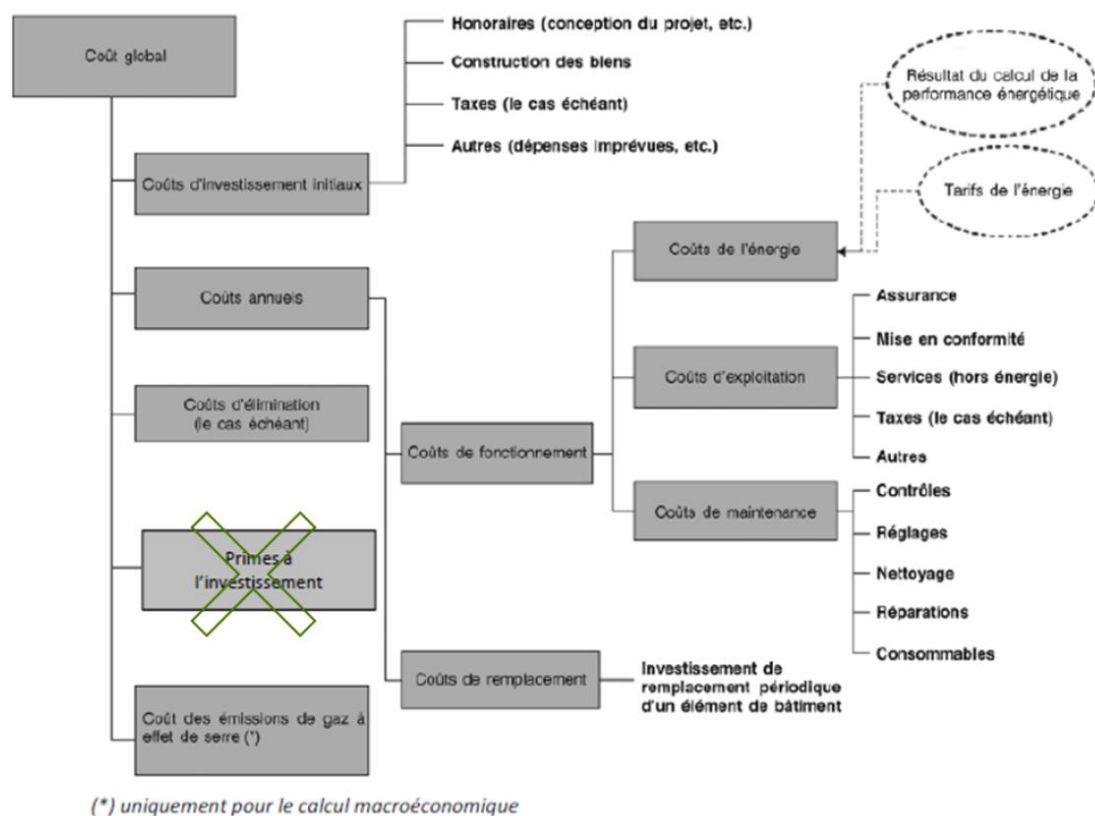 Coût global
Honoraires (conception du projet, etc.)
Construction des biens
Taxes (le cas échéant)
Autres (dépenses imprévues, etc.)
Coûts d'investissement initiaux
Résultat du calcul de la
performance énergétique
Tarifs de l'énergie
Coûts de l'énergie
Coûts annuels
Assurance
Mise en conformité
Coûts d'exploitation
Services (hors énergie)
Taxes (le cas échéant)
Autres
Coûts d'élimination
(le cas échéant)
Coûts de fonctionnement
Coûts de maintenance
Contrôles
Réglages
Nettoyage
Réparations
Consommables
Primes à
l'investissement
Coûts de remplacement
Investissement de
remplacement périodique
d'un élément de bâtiment
Coût des émissions de gaz à
effet de serre (*)
(*) uniquement pour le calcul macroéconomique